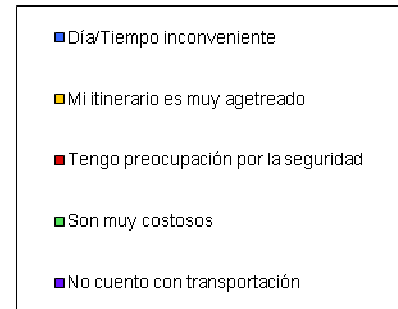 Día/Tiempo inconveniente
Mi itinerario es muy agetreado
Tengo preocupación por la seguridad
Son muy costosos
No cuento con transportación